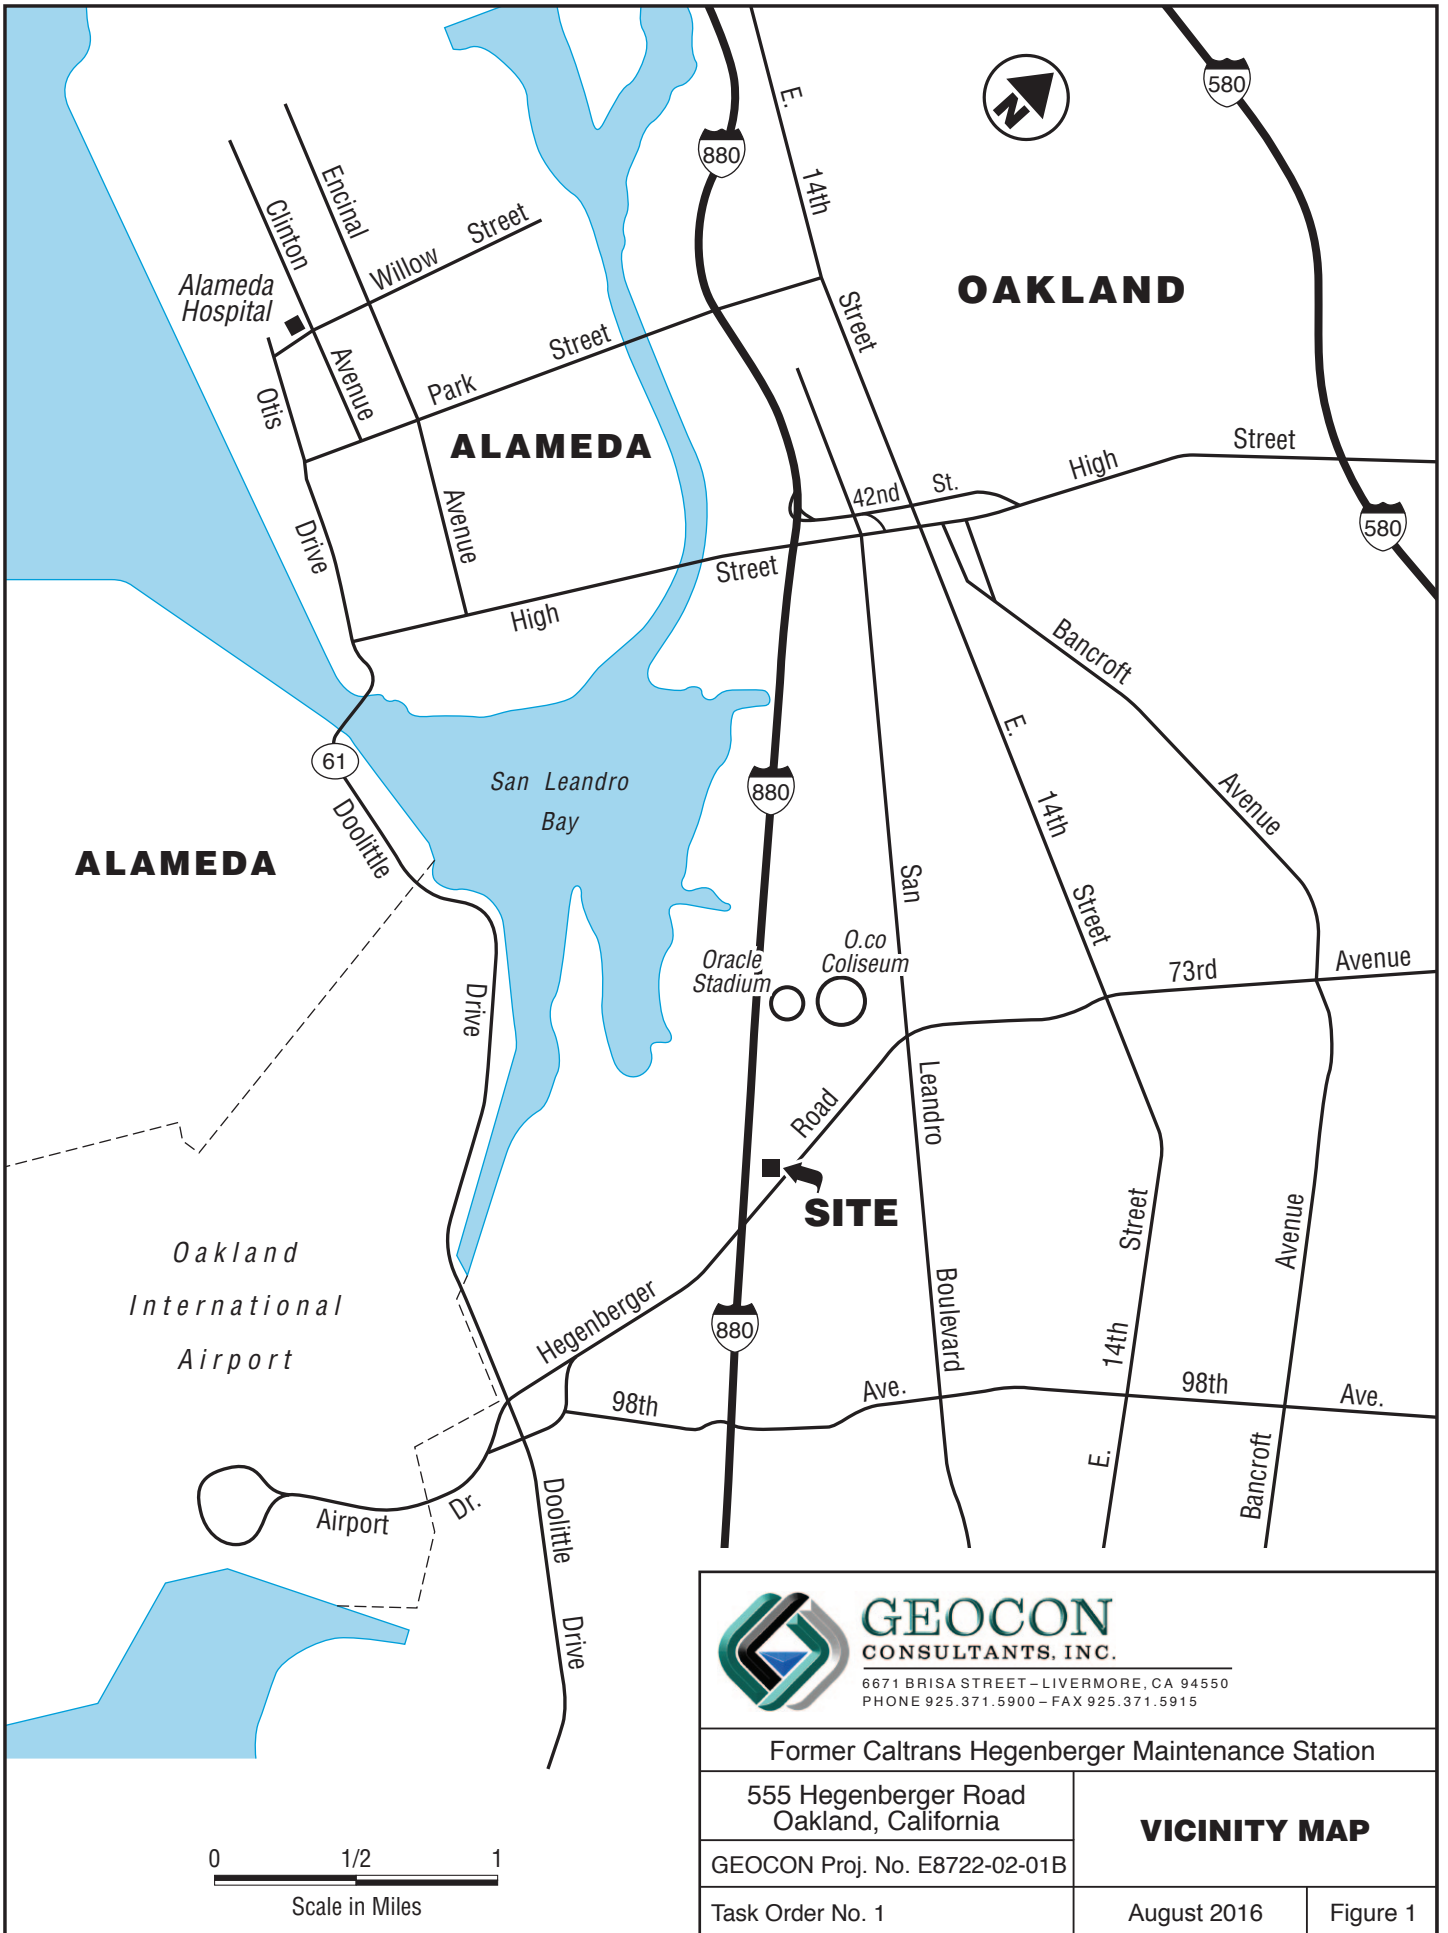 E.
14th
Street
880
580
N
OAKLAND
Encinal
Clinton
Willow
Street
Alameda
Hospital
Avenue
Otis
Park
Street
ALAMEDA
Avenue
Drive
High
Street
42nd
St.
High
Street
580
Bancroft
Avenue
E.
14th
Street
61
San Leandro
Bay
880
Doolittle
ALAMEDA
San
Oracle
Stadium
O.co
Coliseum
73rd
Avenue
Drive
Leandro
Road
SITE
Street
Avenue
Oakland
International
Airport
Hegenberger
880
Boulevard
14th
98th
Ave.
98th
Ave.
E.
Bancroft
Airport
Dr.
Doolittle
Drive
GEOCON
CONSULTANTS, INC.
6671 BRISA STREET – LIVERMORE, CA 94550
PHONE 925.371.5900 – FAX 925.371.5915
Former Caltrans Hegenberger Maintenance Station
555 Hegenberger Road
Oakland, California
VICINITY MAP
GEOCON Proj. No. E8722-02-01B
Task Order No. 1
August 2016
Figure 1
0 1/2 1
Scale in Miles